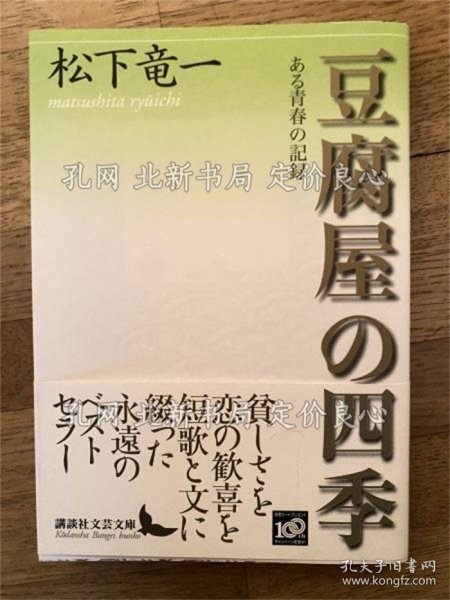 豆腐屋の四季
ある青春の記録
松下竜一
matsushita ryūichi
孔网 北新书局 定价良心
貧しさを
恋の歓喜を
短歌と文に
綴った
永遠の
ベスト
セラー
孔网 北新书局 定价良心
講談社文芸文庫
Kōdansha Bungei bunko
100th
孔夫子旧书网
www.kongfz.com